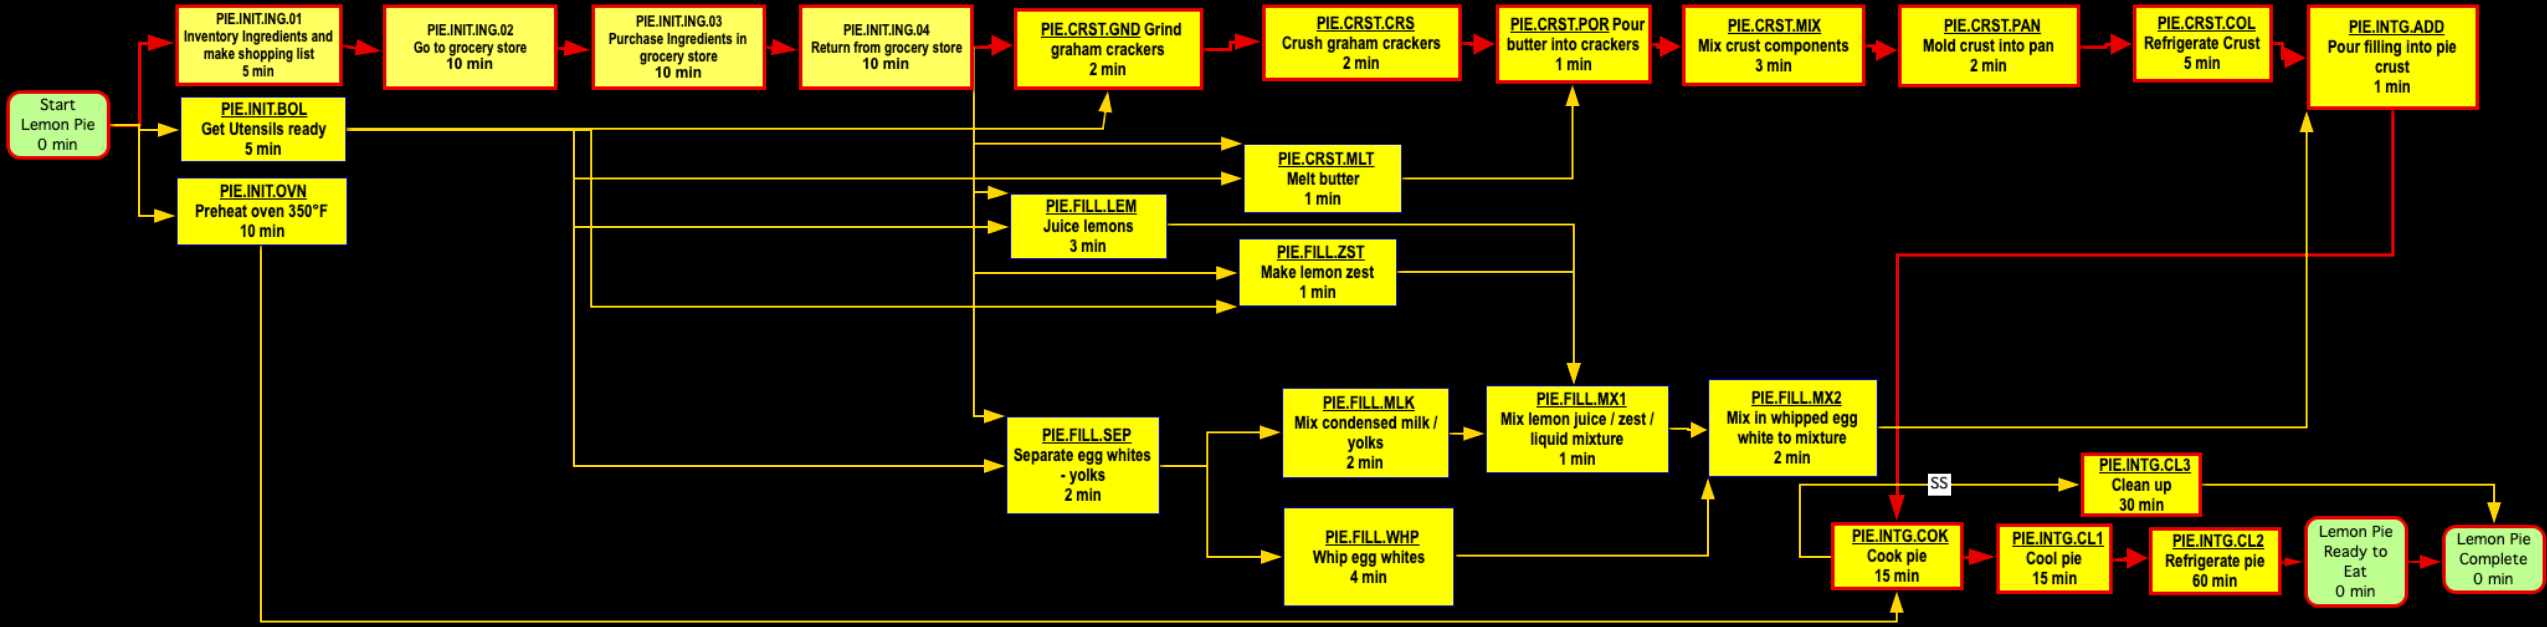 Start
Lemon Pie
0 min
PIE.INIT.ING.01
Inventory Ingredients and
make shopping list
5 min
PIE.INIT.ING.02
Go to grocery store
10 min
PIE.INIT.ING.03
Purchase Ingredients in
grocery store
10 min
PIE.INIT.ING.04
Return from grocery store
10 min
PIE.CRST.GND Grind
graham crackers
2 min
PIE.CRST.CRS
Crush graham crackers
2 min
PIE.CRST.POR Pour
butter into crackers
1 min
PIE.CRST.MIX
Mix crust components
3 min
PIE.CRST.PAN
Mold crust into pan
2 min
PIE.CRST.COL
Refrigerate Crust
5 min
PIE.INTG.ADD
Pour filling into pie
crust
1 min
PIE.INIT.BOL
Get Utensils ready
5 min
PIE.INIT.OVN
Preheat oven 350°F
10 min
PIE.CRST.MLT
Melt butter
1 min
PIE.FILL.LEM
Juice lemons
3 min
PIE.FILL.ZST
Make lemon zest
1 min
PIE.FILL.SEP
Separate egg whites
- yolks
2 min
PIE.FILL.MLK
Mix condensed milk /
yolks
2 min
PIE.FILL.MX1
Mix lemon juice / zest /
liquid mixture
1 min
PIE.FILL.MX2
Mix in whipped egg
white to mixture
2 min
PIE.FILL.WHP
Whip egg whites
4 min
SS
PIE.INTG.CL3
Clean up
30 min
PIE.INTG.COK
Cook pie
15 min
PIE.INTG.CL1
Cool pie
15 min
PIE.INTG.CL2
Refrigerate pie
60 min
Lemon Pie
Ready to
Eat
0 min
Lemon Pie
Complete
0 min